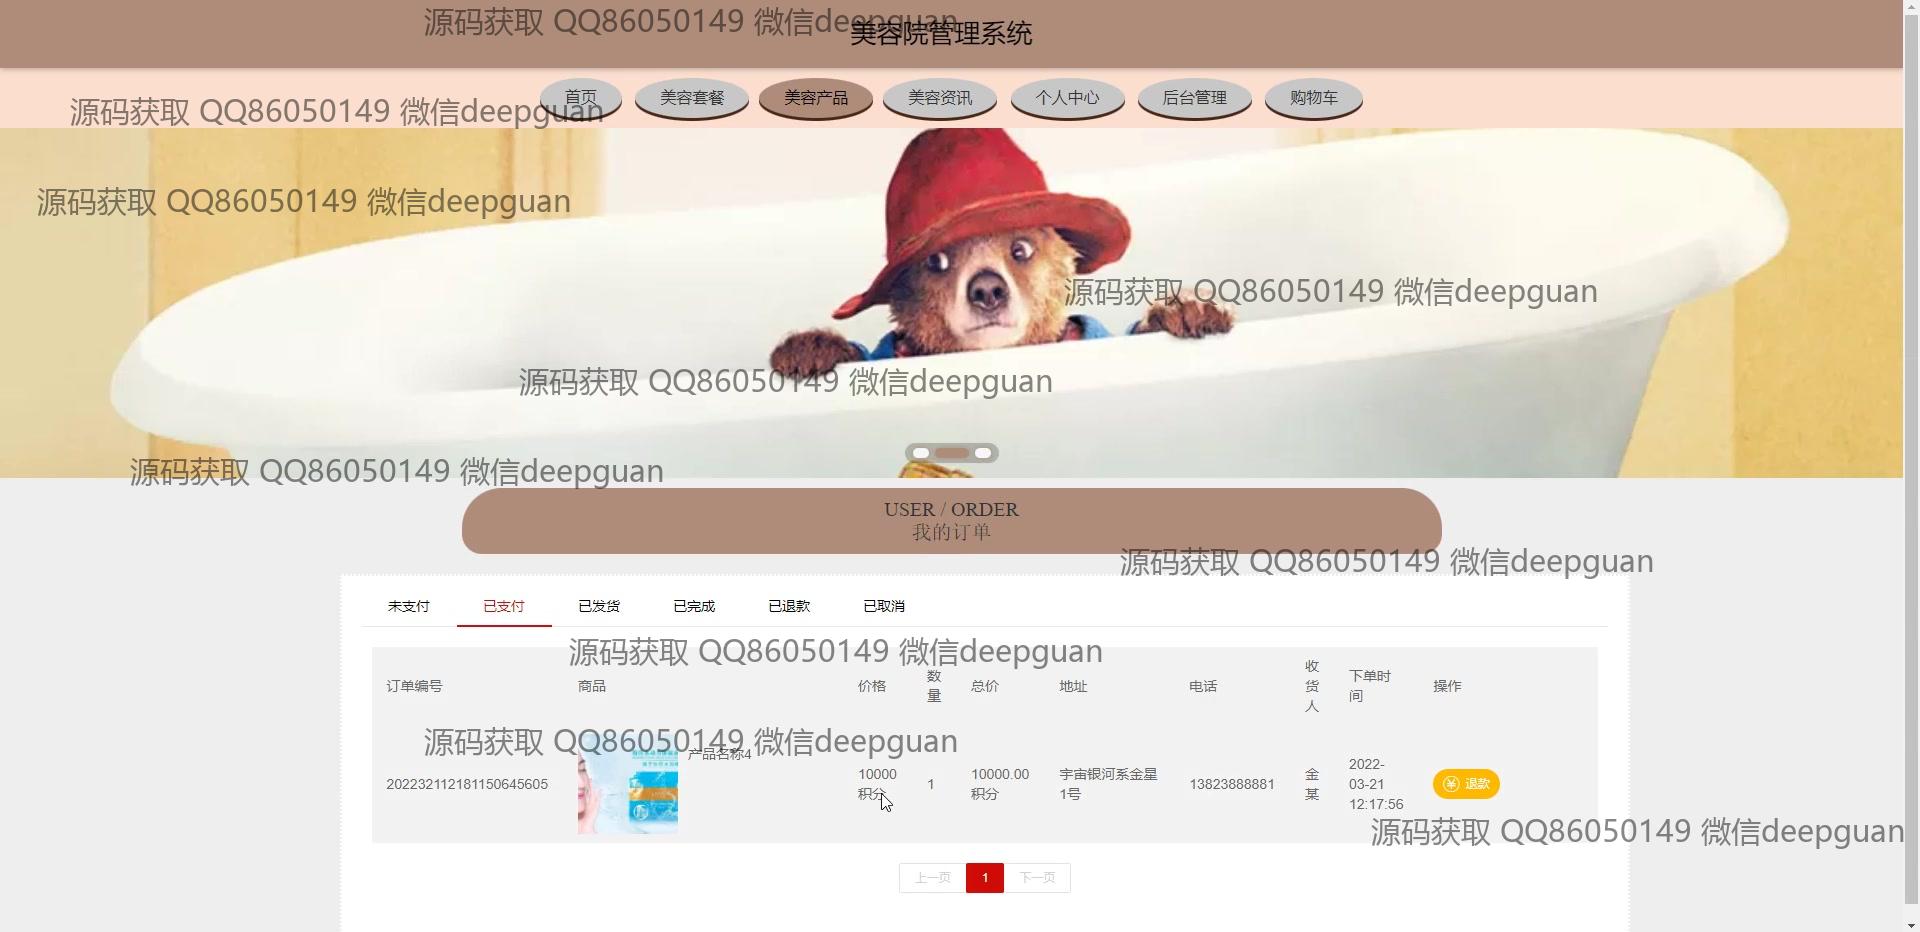 源码获取 QQ86050149 微信deepguan
美容院管理系统
首页 美容套餐 美容产品 美容资讯 个人中心 后台管理 购物车
源码获取 QQ86050149 微信deepguan
源码获取 QQ86050149 微信deepguan
源码获取 QQ86050149 微信deepguan
源码获取 QQ86050149 微信deepguan
源码获取 QQ86050149 微信deepguan
USER / ORDER
我的订单
源码获取 QQ86050149 微信deepguan
未支付 已支付 已发货 已完成 已退款 已取消
源码获取 QQ86050149 微信deepguan
订单编号 商品 价格 数量 总价 地址 电话 收货人 下单时间 操作
源码获取 QQ86050149 微信deepguan
产品名称4
202232112181150645605 10000积分 1 10000.00积分 宇宙银河系金星1号 13823888881 金某 2022-03-21 12:17:56 退款
源码获取 QQ86050149 微信deepguan
上一页 1 下一页